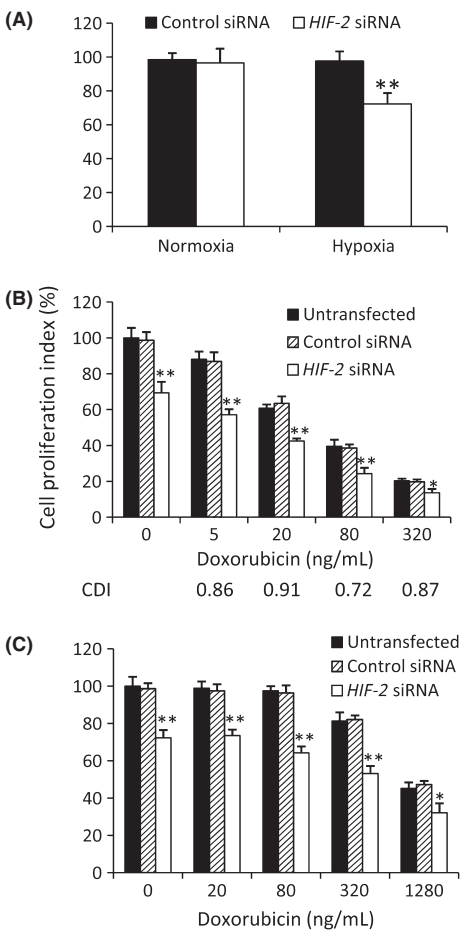 (A)
Control siRNA HIF-2 siRNA
120
100
80
60
40
20
0
**
Normoxia Hypoxia
Cell proliferation index (%)
(B)
Untransfected
Control siRNA
HIF-2 siRNA
120
100
80
60
40
20
0
** ** ** ** *
0 5 20 80 320
Doxorubicin (ng/mL)
CDI 0.86 0.91 0.72 0.87
(C)
Untransfected
Control siRNA
HIF-2 siRNA
120
100
80
60
40
20
0
** ** ** ** *
0 20 80 320 1280
Doxorubicin (ng/mL)